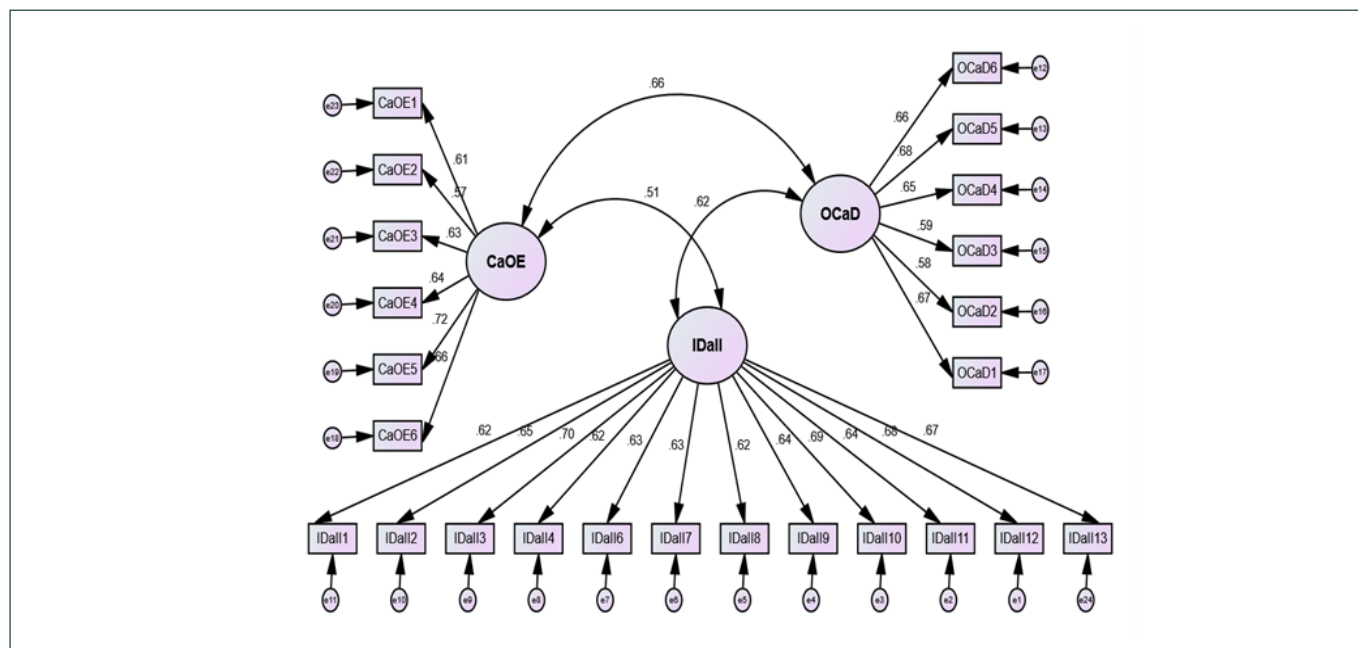 .66
OCaD6
e12
e23
CaOE1
.66
OCaD5
e13
.61
.68
e22
CaOE2
.57
.51
.62
OCaD
.65
OCaD4
e14
e21
CaOE3
.63
CaOE
.59
OCaD3
e15
.64
.58
e20
CaOE4
.67
OCaD2
e16
.72
IDall
e19
CaOE5
.66
OCaD1
e17
e18
CaOE6
.62
.65
.70
.62
.63
.63
.62
.64
.69
.64
.68
.67
IDall1
IDall2
IDall3
IDall4
IDall6
IDall7
IDall8
IDall9
IDall10
IDall11
IDall12
IDall13
e11
e10
e9
e8
e7
e6
e5
e4
e3
e2
e1
e24